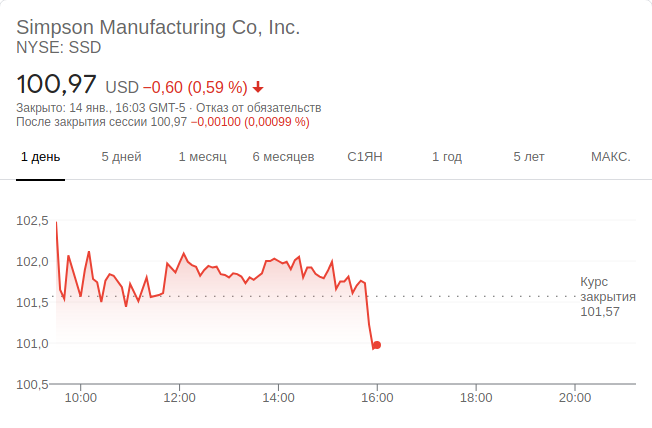 Simpson Manufacturing Co, Inc.
NYSE: SSD
100,97 USD −0,60 (0,59 %)
Закрыто: 14 янв., 16:03 GMT-5 · Отказ от обязательств
После закрытия сессии 100,97 −0,00100 (0,00099 %)
1 день 5 дней 1 месяц 6 месяцев С1ЯН 1 год 5 лет МАКС.
102,5
102,0
101,5
101,0
100,5
Курс
закрытия
101,57
10:00 12:00 14:00 16:00 18:00 20:00